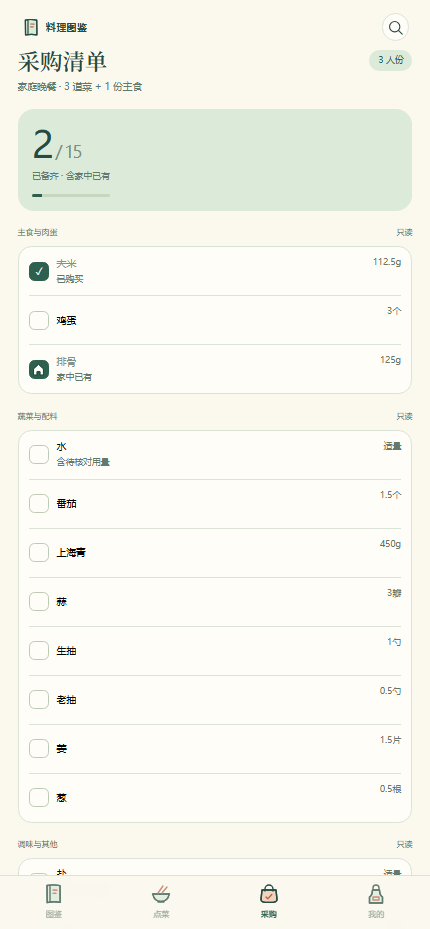 料理图鉴
采购清单
3 人份
家庭晚餐 · 3 道菜 + 1 份主食
2/15
已备齐 · 含家中已有
主食与肉蛋 只读
大米 112.5g
已购买
鸡蛋 3个
排骨 125g
家中已有
蔬菜与配料 只读
水 适量
含待核对用量
番茄 1.5个
上海青 450g
蒜 3瓣
生抽 1勺
老抽 0.5勺
姜 1.5片
葱 0.5根
调味与其他 只读
盐 适量
图鉴 点菜 采购 我的